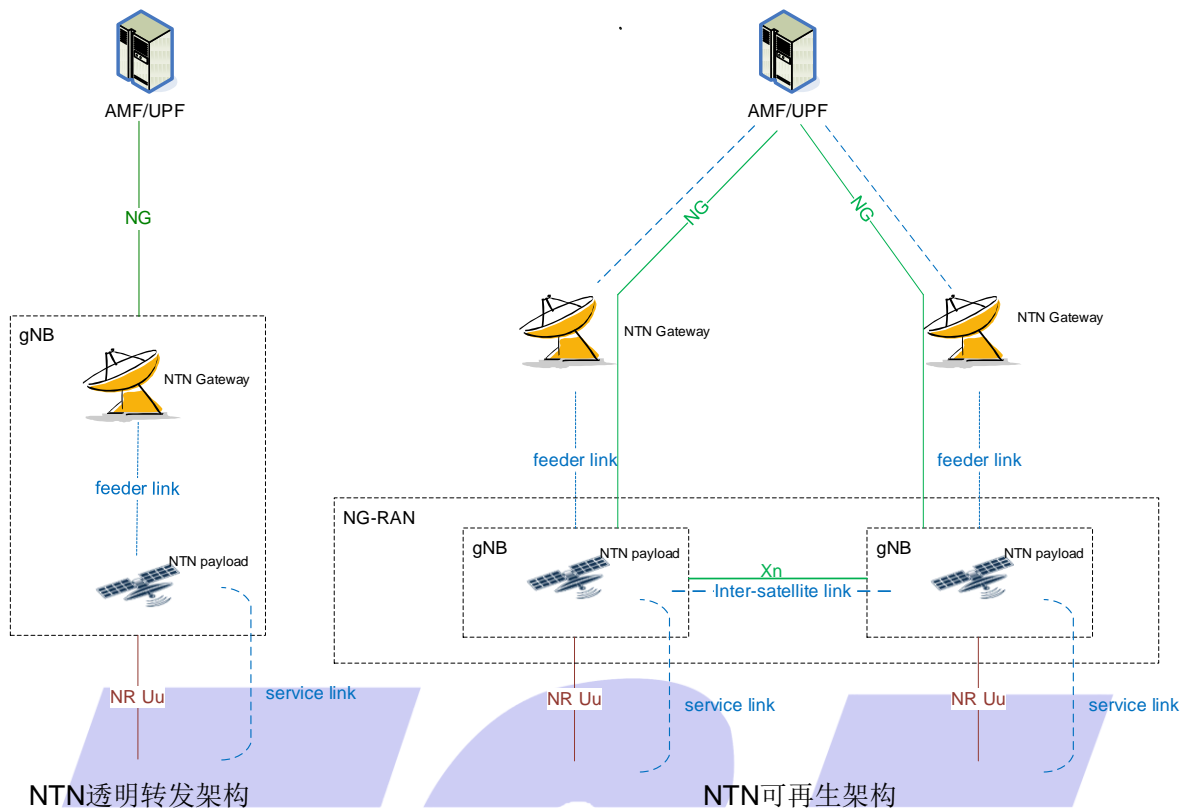 AMF/UPF
NG
gNB
NTN Gateway
feeder link
NTN payload
NR Uu
service link
NTN透明转发架构
AMF/UPF
NG
NG
NTN Gateway
NTN Gateway
feeder link
feeder link
NG-RAN
gNB
NTN payload
Xn
Inter-satellite link
gNB
NTN payload
NR Uu
service link
NR Uu
service link
NTN可再生架构